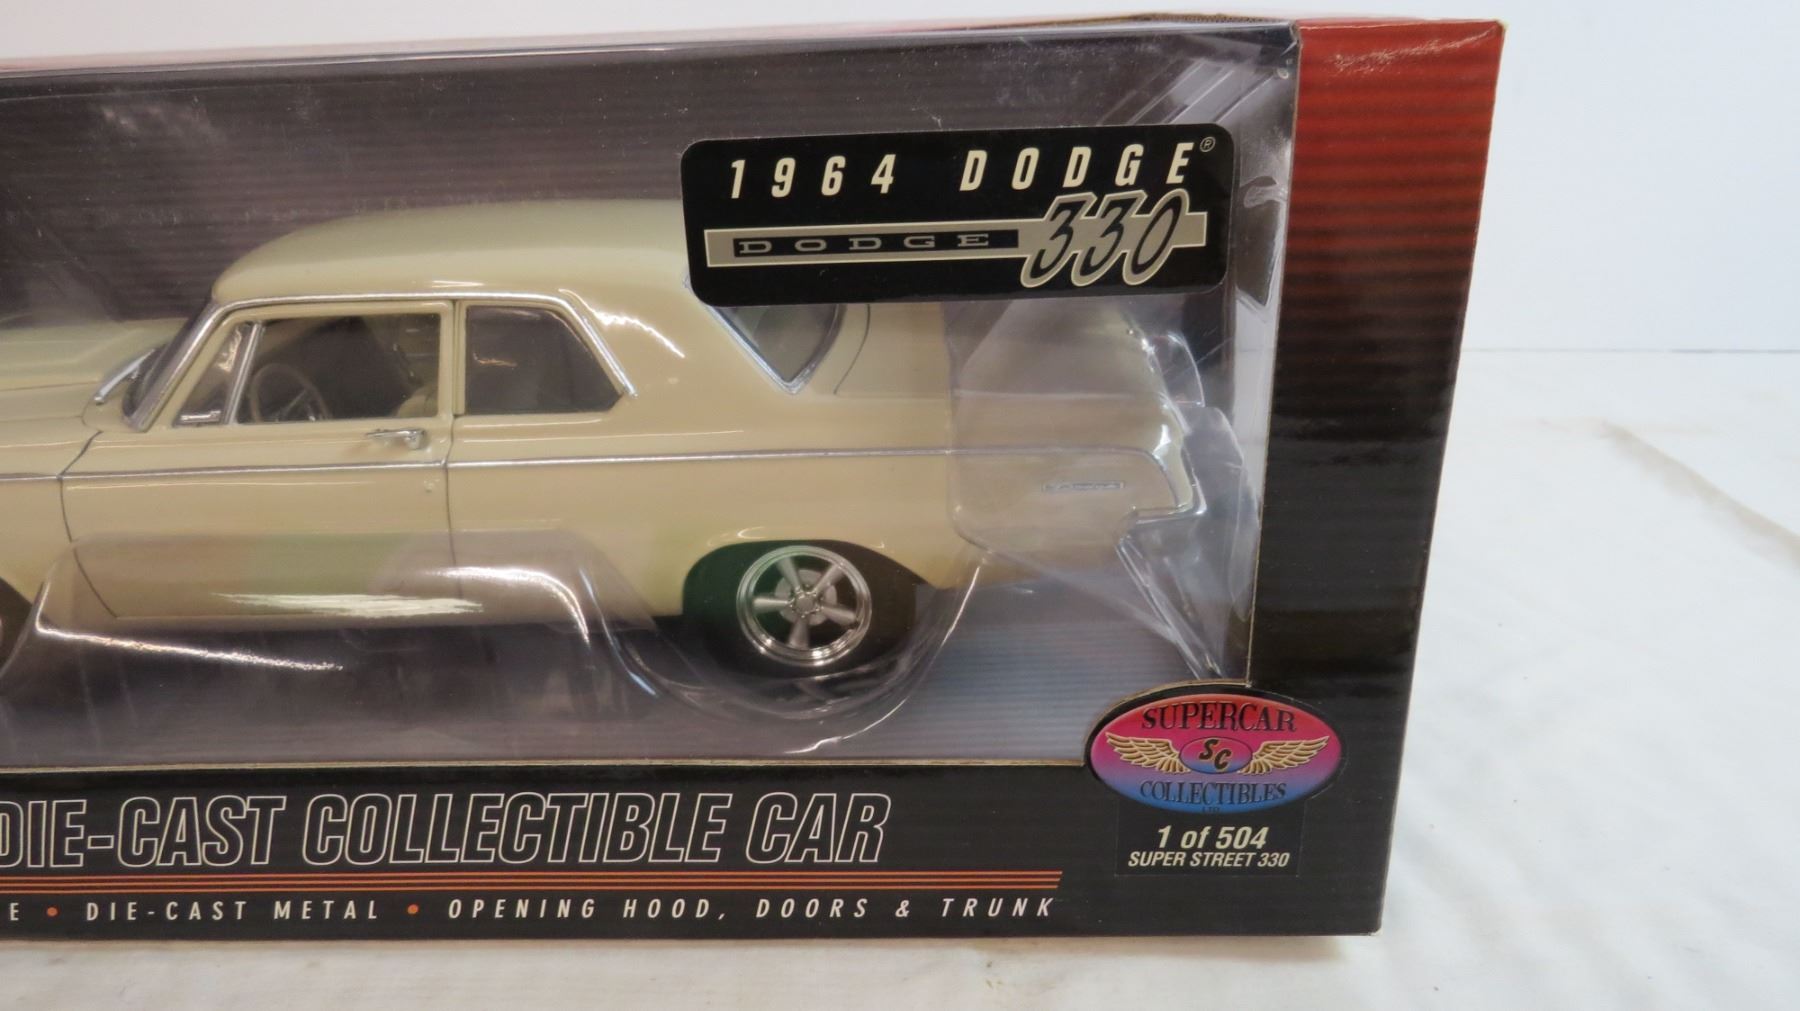 1964 DODGE®
DODGE 330
SUPERCAR
SC
COLLECTIBLES
LTD
1 of 504
SUPER STREET 330
DIE-CAST COLLECTIBLE CAR
E • DIE-CAST METAL • OPENING HOOD, DOORS & TRUNK